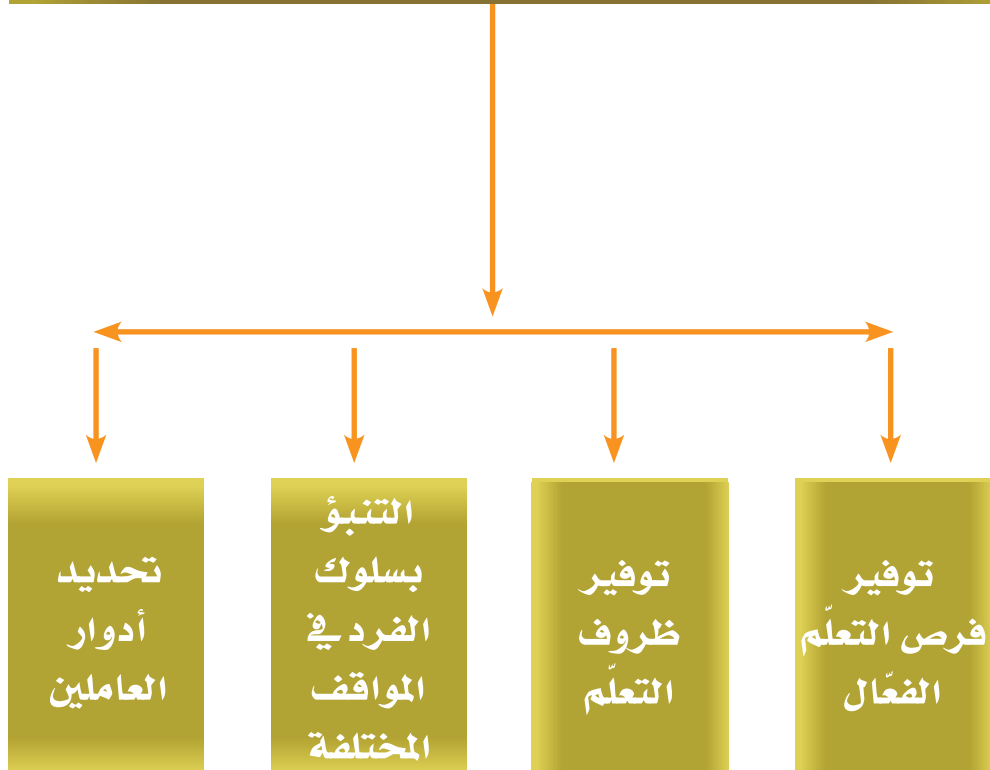 توفير
فرص التعلّم
الفعّال
توفير
ظروف
التعلّم
التنبؤ
بسلوك
الفرد في
المواقف
المختلفة
تحديد
أدوار
العاملين